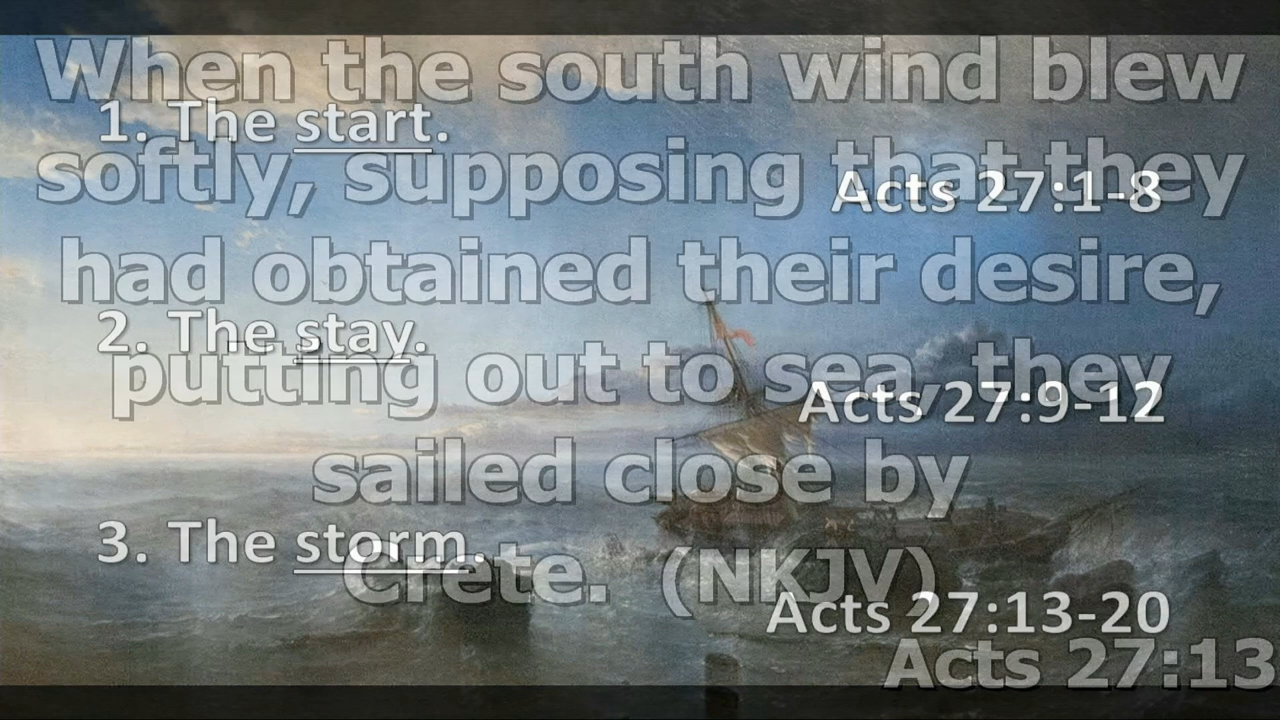 When the south wind blew
softly, supposing that they
had obtained their desire,
putting out to sea, they
sailed close by
Crete. (NKJV)
Acts 27:13
1. The start.
Acts 27:1-8
2. The stay.
Acts 27:9-12
3. The storm.
Acts 27:13-20